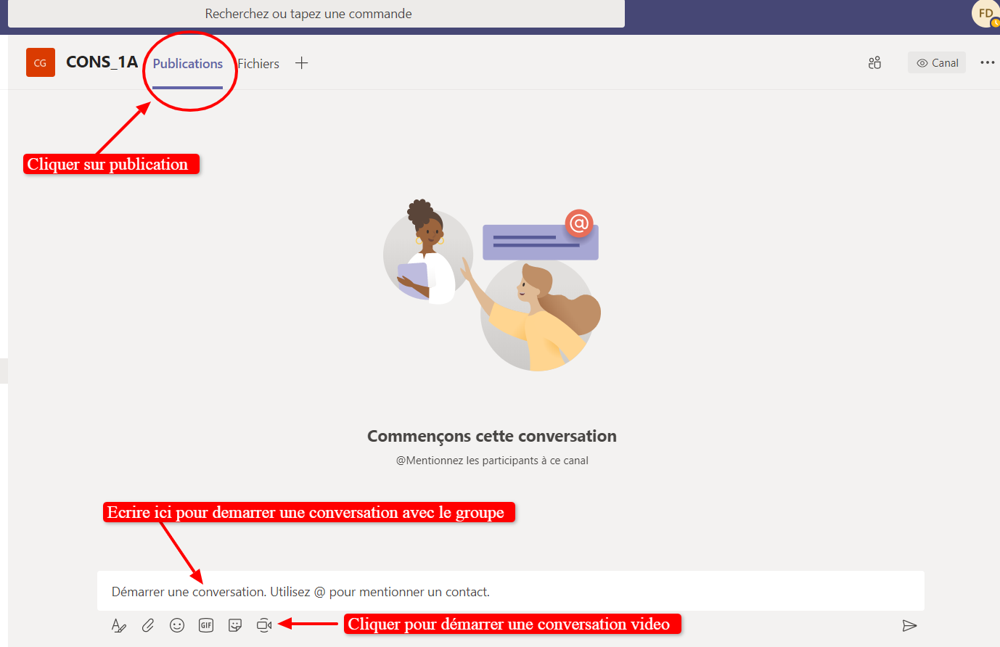 Recherchez ou tapez une commande
FD
CG
CONS_1A Publications Fichiers
Canal
Cliquer sur publication
@
Commençons cette conversation
@Mentionnez les participants à ce canal
Ecrire ici pour demarrer une conversation avec le groupe
Démarrer une conversation. Utilisez @ pour mentionner un contact.
GIF
Cliquer pour démarrer une conversation video